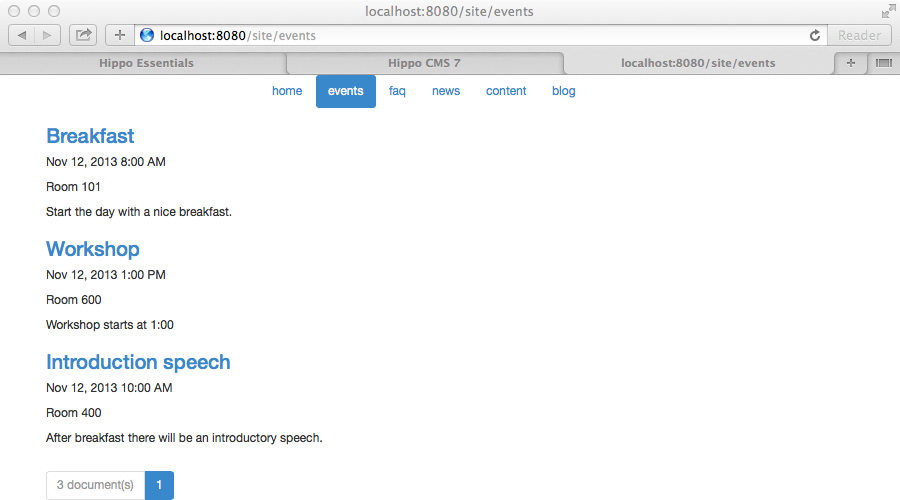 localhost:8080/site/events
localhost:8080/site/events
Reader
Hippo Essentials
Hippo CMS 7
localhost:8080/site/events
home
events
faq
news
content
blog
Breakfast
Nov 12, 2013 8:00 AM
Room 101
Start the day with a nice breakfast.
Workshop
Nov 12, 2013 1:00 PM
Room 600
Workshop starts at 1:00
Introduction speech
Nov 12, 2013 10:00 AM
Room 400
After breakfast there will be an introductory speech.
3 document(s)
1